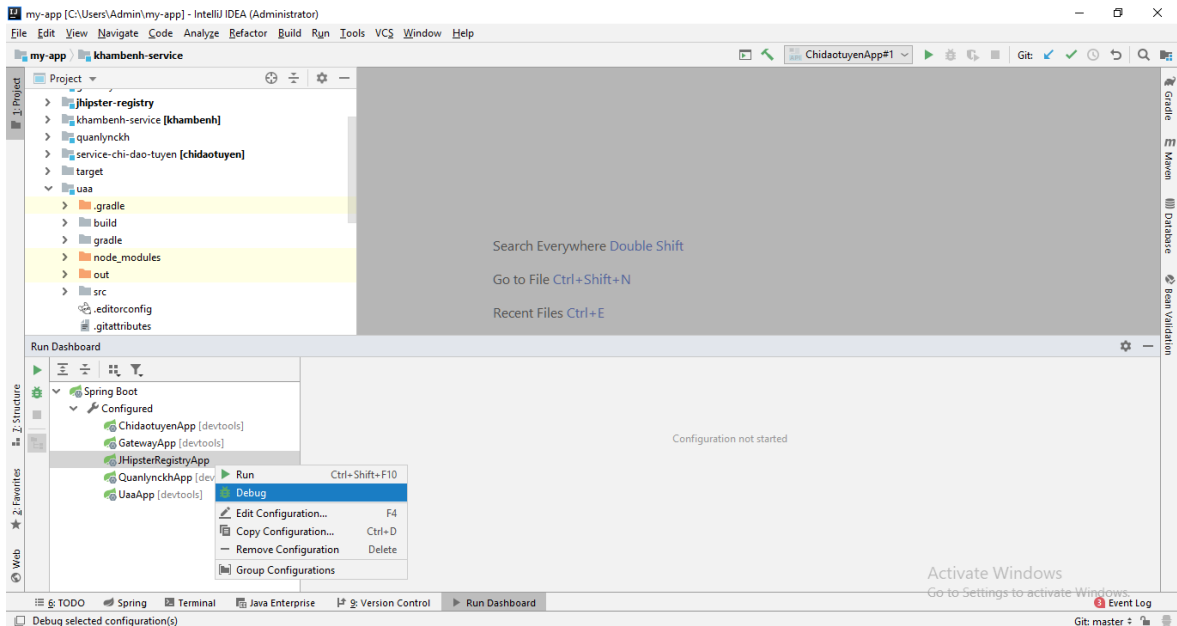 my-app [C:\Users\Admin\my-app] - IntelliJ IDEA (Administrator)
File Edit View Navigate Code Analyze Refactor Build Run Tools VCS Window Help
my-app khambenh-service ChidaotuyenApp#1 Git:
1: Project
Project
jhipster-registry
khambenh-service [khambenh]
quanlynckh
service-chi-dao-tuyen [chidaotuyen]
target
uaa
.gradle
build
gradle
node_modules
out
src
.editorconfig
.gitattributes
Search Everywhere Double Shift
Go to File Ctrl+Shift+N
Recent Files Ctrl+E
Gradle
Maven
Database
Bean Validation
Run Dashboard
Spring Boot
Configured
ChidaotuyenApp [devtools]
GatewayApp [devtools]
JHipsterRegistryApp
QuanlynckhApp [dev
UaaApp [devtools]
Run Ctrl+Shift+F10
Debug
Edit Configuration... F4
Copy Configuration... Ctrl+D
Remove Configuration Delete
Group Configurations
Configuration not started
7: Structure
2: Favorites
Web
Activate Windows
Go to Settings to activate Windows.
6: TODO Spring Terminal Java Enterprise 9: Version Control Run Dashboard 3 Event Log
Debug selected configuration(s) Git: master